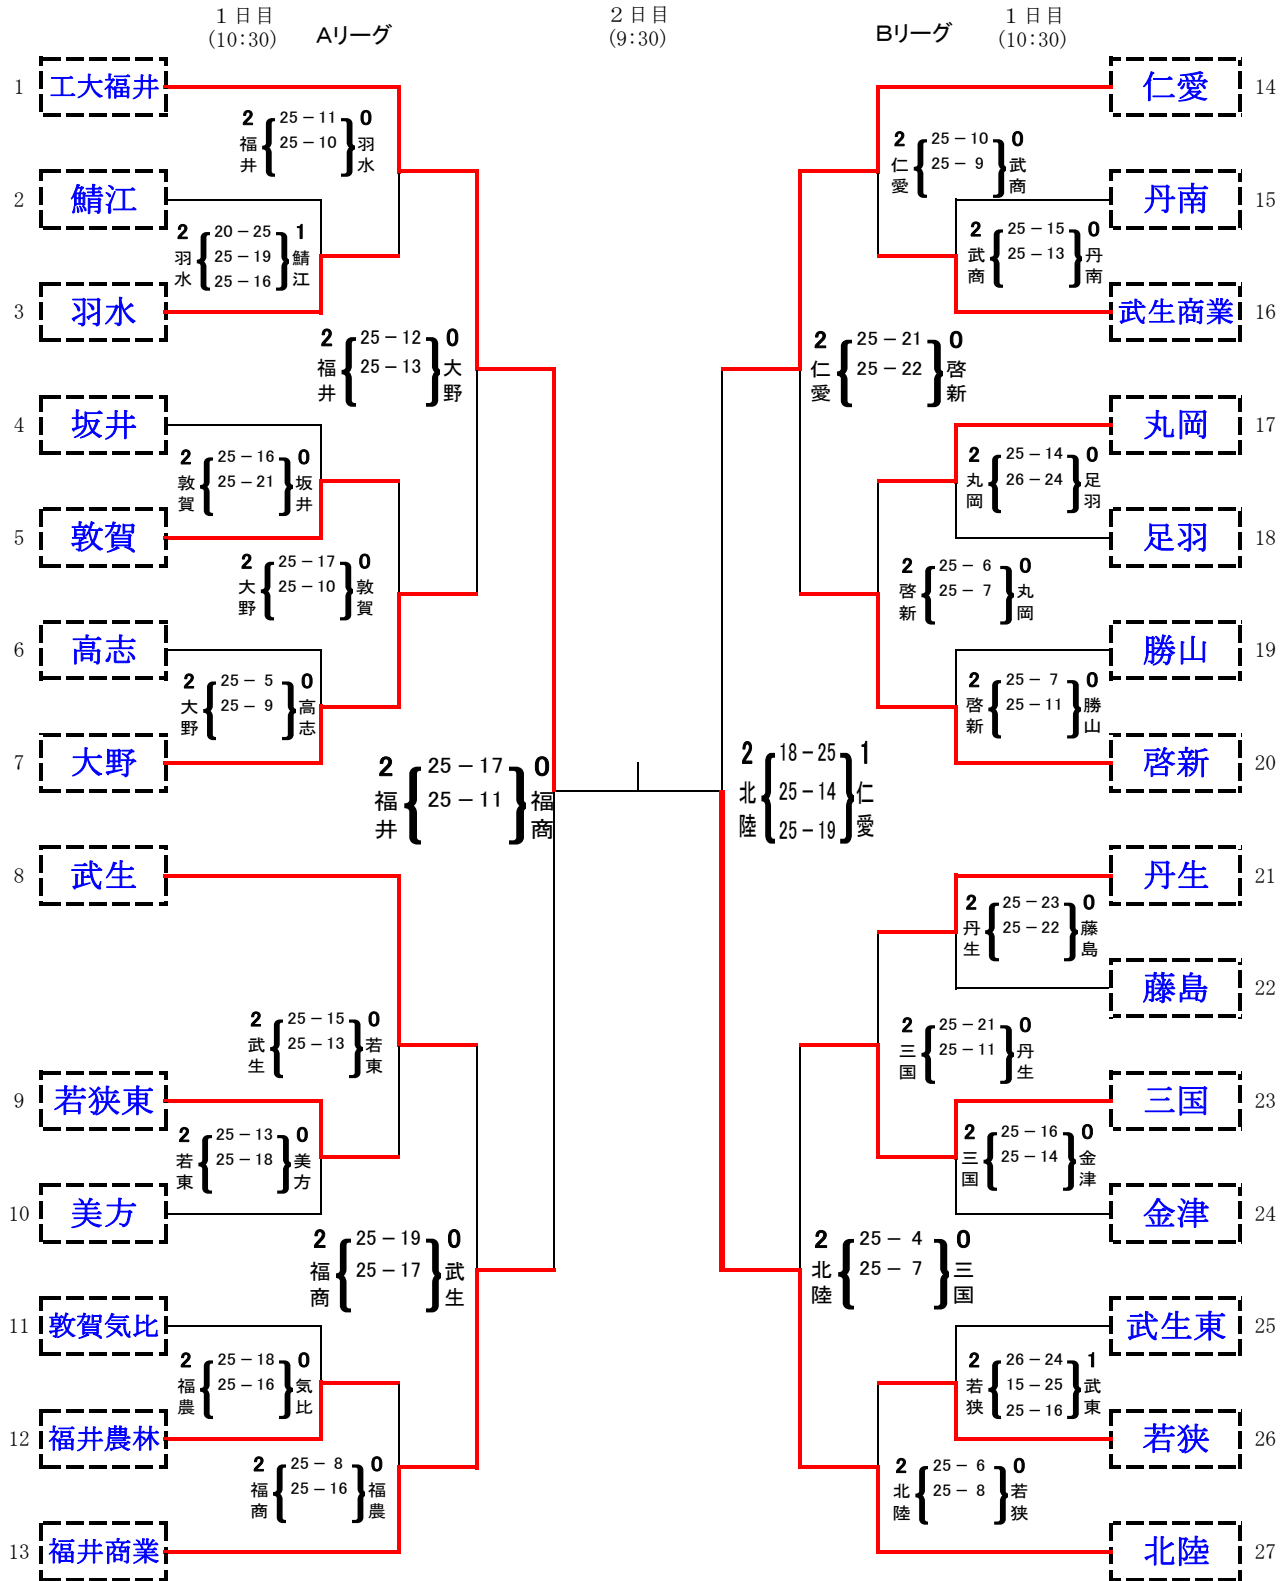 1日目
(10:30)
Aリーグ
2日目
(9:30)
Bリーグ
1日目
(10:30)
1 工大福井
2 25－11 0
福井 25－10 羽水
2 鯖江
2 20－25 1
羽水 25－19 鯖江
25－16
3 羽水
2 25－12 0
福井 25－13 大野
4 坂井
2 25－16 0
敦賀 25－21 坂井
5 敦賀
2 25－17 0
大野 25－10 敦賀
6 高志
2 25－ 5 0
大野 25－ 9 高志
7 大野
2 25－17 0
福井 25－11 福商
8 武生
2 25－15 0
武生 25－13 若東
9 若狭東
2 25－13 0
若東 25－18 美方
10 美方
2 25－19 0
福商 25－17 武生
11 敦賀気比
2 25－18 0
福農 25－16 気比
12 福井農林
2 25－ 8 0
福商 25－16 福農
13 福井商業
仁愛 14
2 25－10 0
仁愛 25－ 9 武商
丹南 15
2 25－15 0
武商 25－13 丹南
武生商業 16
2 25－21 0
仁愛 25－22 啓新
丸岡 17
2 25－14 0
丸岡 26－24 足羽
足羽 18
2 25－ 6 0
啓新 25－ 7 丸岡
勝山 19
2 25－ 7 0
啓新 25－11 勝山
啓新 20
2 18－25 1
北陸 25－14 仁愛
25－19
丹生 21
2 25－23 0
丹生 25－22 藤島
藤島 22
2 25－21 0
三国 25－11 丹生
三国 23
2 25－16 0
三国 25－14 金津
金津 24
2 25－ 4 0
北陸 25－ 7 三国
武生東 25
2 26－24 1
若狭 15－25 武東
25－16
若狭 26
2 25－ 6 0
北陸 25－ 8 若狭
北陸 27